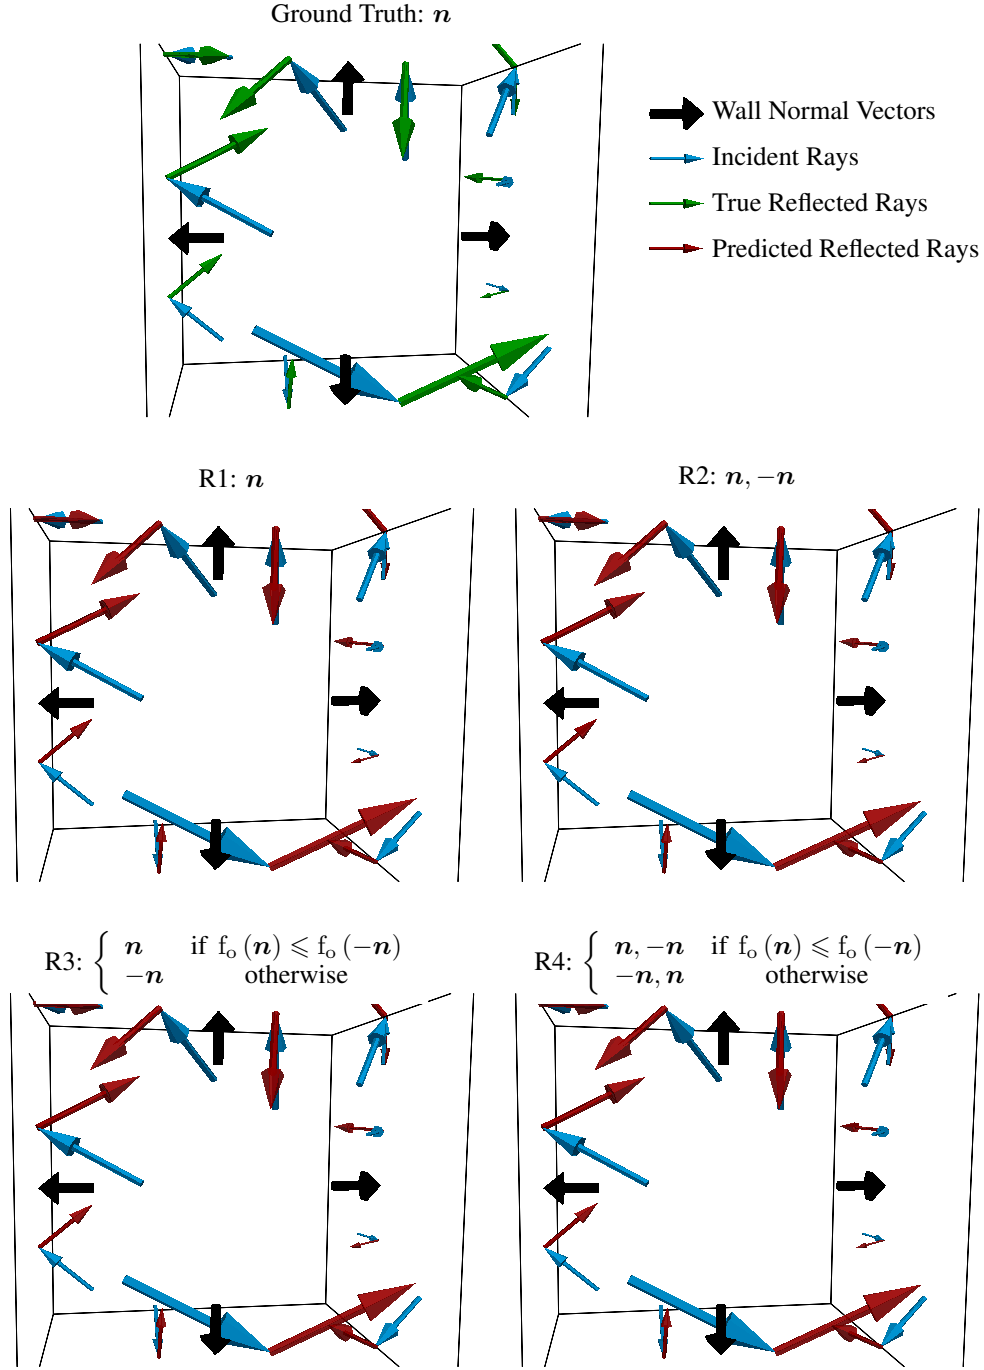 Ground Truth: n
Wall Normal Vectors
Incident Rays
True Reflected Rays
Predicted Reflected Rays
R1: n
R2: n, −n
R3: { n if f_o (n) ⩽ f_o (−n)
−n otherwise
R4: { n, −n if f_o (n) ⩽ f_o (−n)
−n, n otherwise